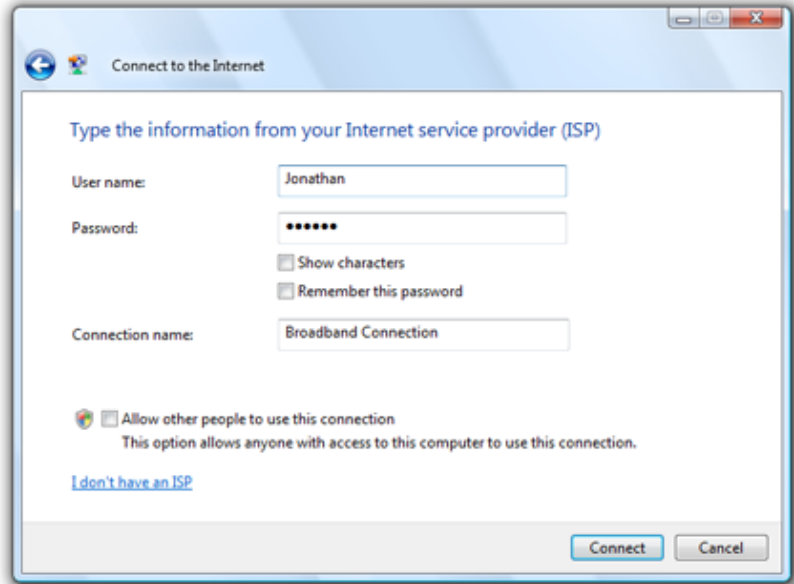 Connect to the Internet
Type the information from your Internet service provider (ISP)
User name: Jonathan
Password: ••••••
Show characters
Remember this password
Connection name: Broadband Connection
Allow other people to use this connection
This option allows anyone with access to this computer to use this connection.
I don't have an ISP
Connect Cancel